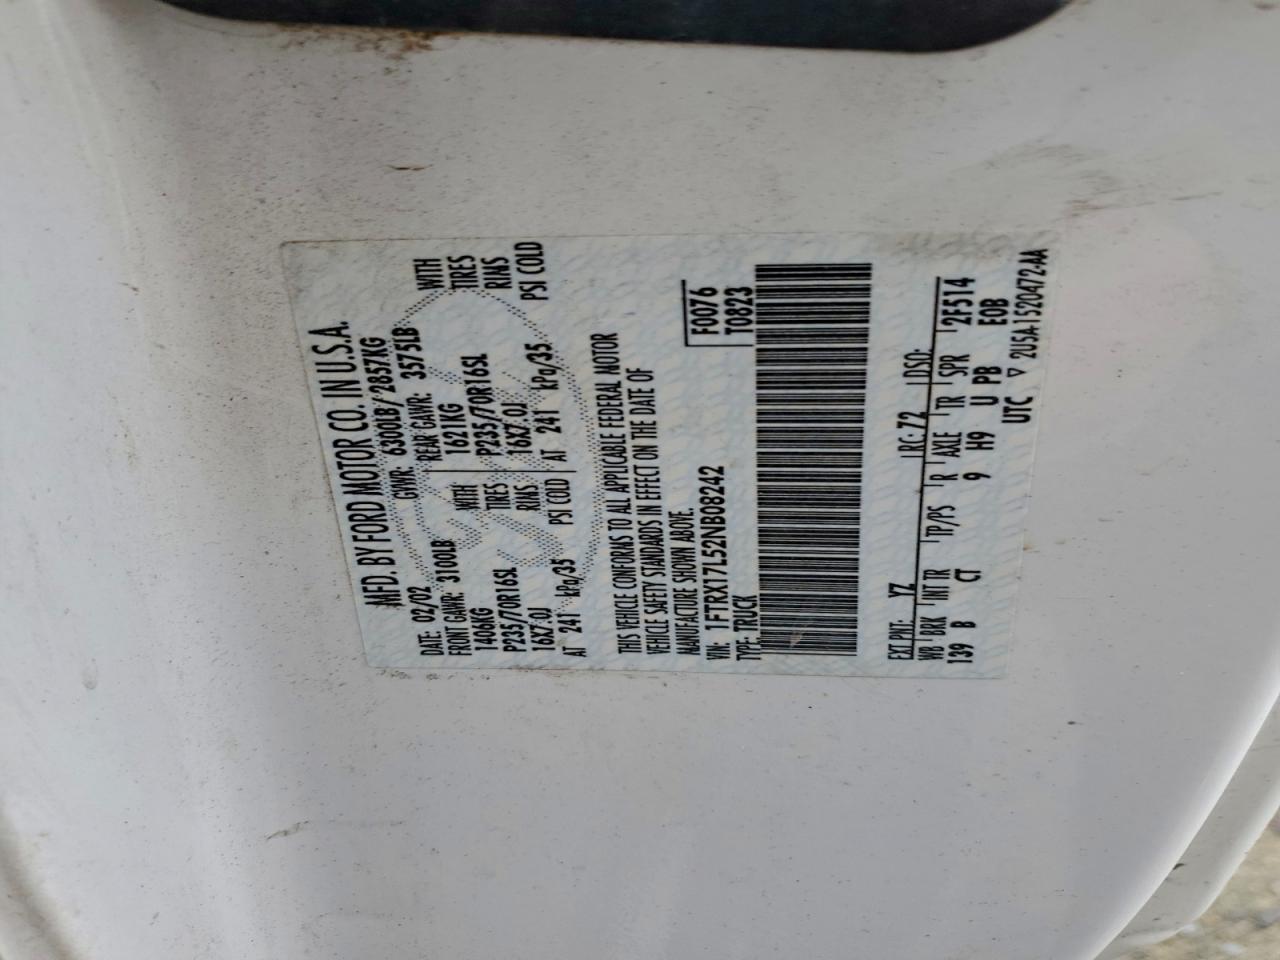 MFD. BY FORD MOTOR CO. IN U.S.A.
DATE: 02/02 GVWR: 6300LB/2857KG
FRONT GAWR: 3100LB REAR GAWR: 3575LB
1406KG WITH 1621KG WITH
P235/70R16SL TIRES P235/70R16SL TIRES
16X7.0J RIMS 16X7.0J RIMS
AT 241 kPa/35 PSI COLD AT 241 kPa/35 PSI COLD
THIS VEHICLE CONFORMS TO ALL APPLICABLE FEDERAL MOTOR
VEHICLE SAFETY STANDARDS IN EFFECT ON THE DATE OF
MANUFACTURE SHOWN ABOVE.
VIN: 1FTRX17L52NB08242 F0076
TYPE: TRUCK T0823
EXT PNT: YZ RC: 72 DSO:
WB BRK INT TR TP/PS R AXLE TR SPR 2F514
139 B CT 9 H9 U PB E0B
UTC ▽ 2USA-1520472-AA